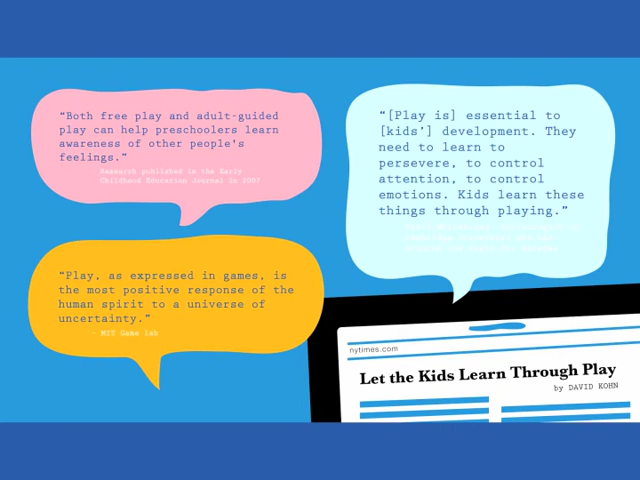 “Both free play and adult-guided
play can help preschoolers learn
awareness of other people's
feelings.”
Research published in the Early
Childhood Education Journal in 2007
“[Play is] essential to
[kids’] development. They
need to learn to
persevere, to control
attention, to control
emotions. Kids learn these
things through playing.”
“Play, as expressed in games, is
the most positive response of the
human spirit to a universe of
uncertainty.”
- MIT Game lab
nytimes.com
Let the Kids Learn Through Play
by DAVID KOHN